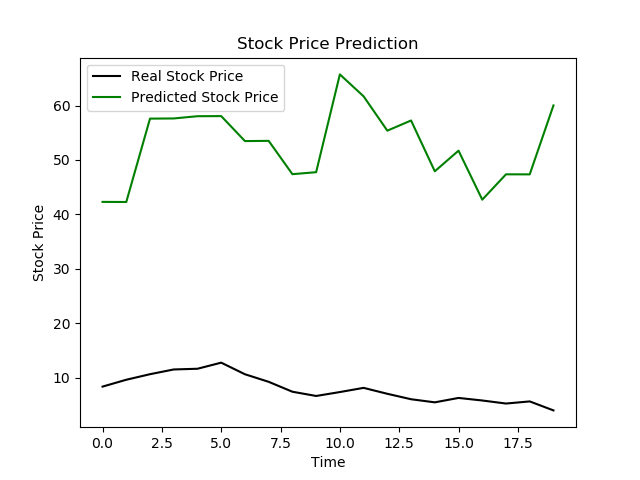 Stock Price Prediction
Real Stock Price
Predicted Stock Price
60
50
40
30
20
10
Stock Price
0.0 2.5 5.0 7.5 10.0 12.5 15.0 17.5
Time